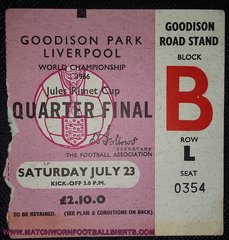 GOODISON PARK
LIVERPOOL
WORLD CHAMPIONSHIP
1966
Jules Rimet Cup
QUARTER FINAL
SECRETARY
THE FOOTBALL ASSOCIATION
SATURDAY JULY 23
KICK-OFF 3.0 P.M.
£2.10.0
TO BE RETAINED. (SEE PLAN & CONDITIONS ON BACK)
GOODISON
ROAD STAND
BLOCK
B
ROW
L
SEAT
0354
WWW.MATCHWORNFOOTBALLSHIRTS.COM